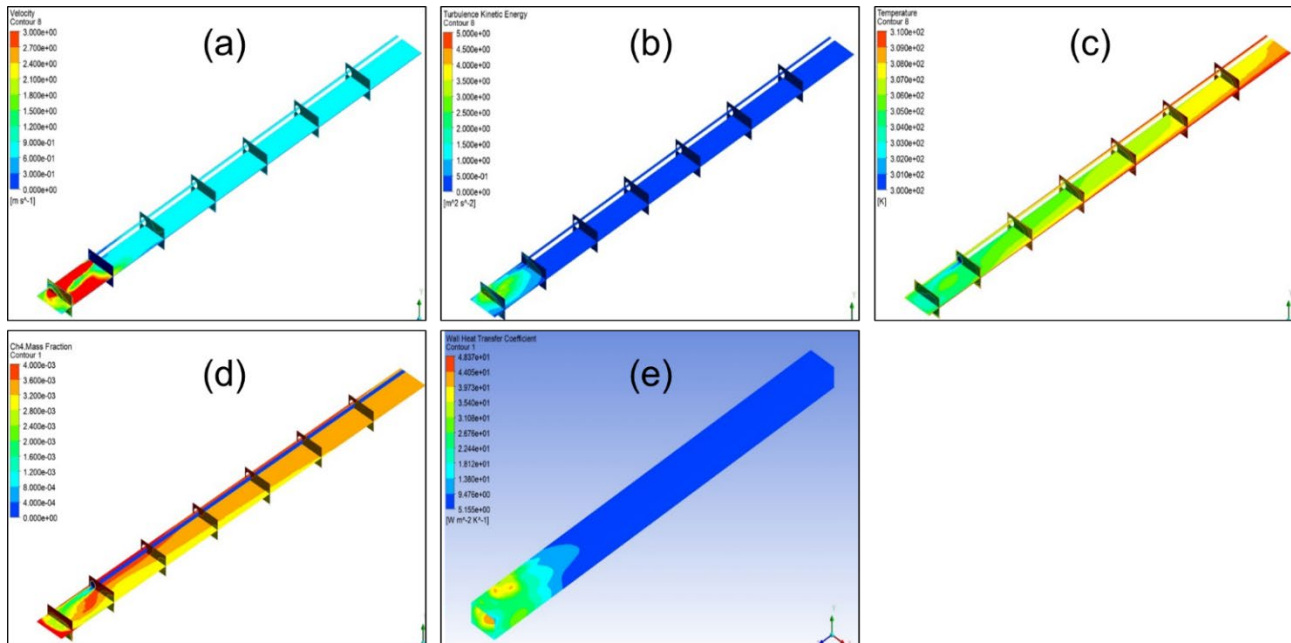 Velocity
Contour 8
3.000e+00
2.700e+00
2.400e+00
2.100e+00
1.800e+00
1.500e+00
1.200e+00
9.000e-01
6.000e-01
3.000e-01
0.000e+00
[m s^-1]
(a)
Turbulence Kinetic Energy
Contour 8
5.000e+00
4.500e+00
4.000e+00
3.500e+00
3.000e+00
2.500e+00
2.000e+00
1.500e+00
1.000e+00
5.000e-01
0.000e+00
[m^2 s^-2]
(b)
Temperature
Contour 8
3.100e+02
3.090e+02
3.080e+02
3.070e+02
3.060e+02
3.050e+02
3.040e+02
3.030e+02
3.020e+02
3.010e+02
3.000e+02
[K]
(c)
Ch4.Mass Fraction
Contour 1
4.000e-03
3.600e-03
3.200e-03
2.800e-03
2.400e-03
2.000e-03
1.600e-03
1.200e-03
8.000e-04
4.000e-04
0.000e+00
(d)
Wall Heat Transfer Coefficient
Contour 1
4.837e+01
4.405e+01
3.973e+01
3.540e+01
3.108e+01
2.676e+01
2.244e+01
1.812e+01
1.380e+01
9.476e+00
5.155e+00
[W m^-2 K^-1]
(e)